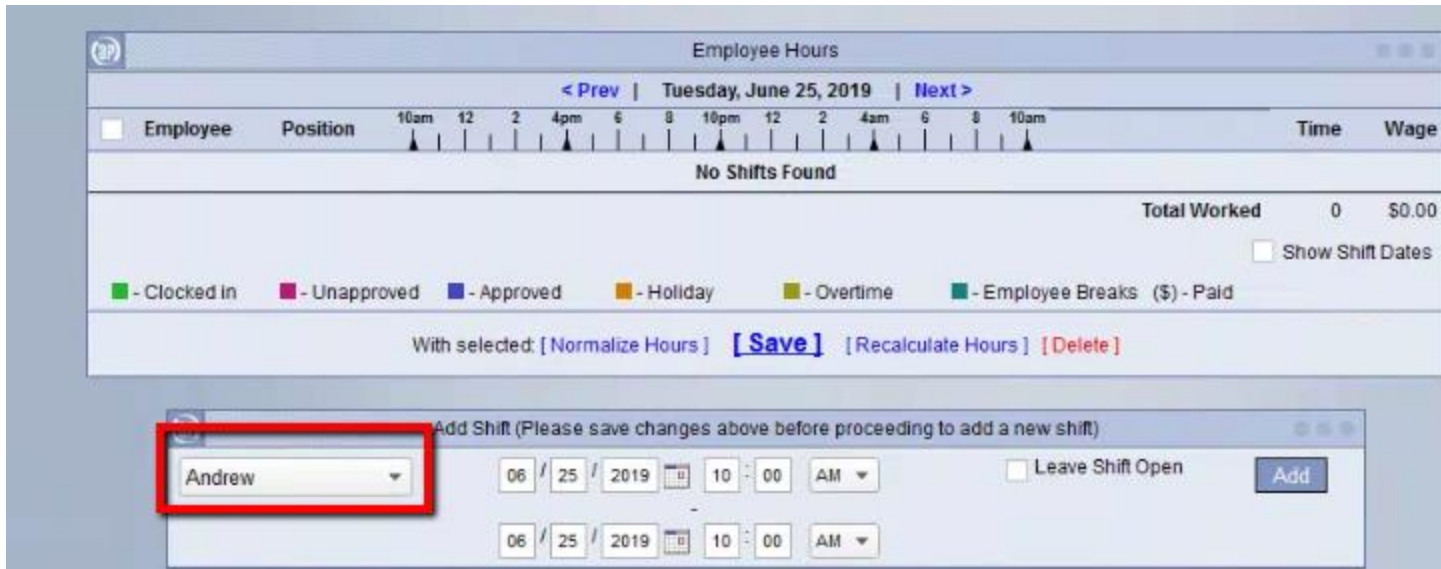 Employee Hours
< Prev | Tuesday, June 25, 2019 | Next >
Employee Position 10am 12 2 4pm 6 8 10pm 12 2 4am 6 8 10am Time Wage
No Shifts Found
Total Worked 0 $0.00
Show Shift Dates
- Clocked in - Unapproved - Approved - Holiday - Overtime - Employee Breaks ($) - Paid
With selected: [ Normalize Hours ] [ Save ] [ Recalculate Hours ] [ Delete ]
Add Shift (Please save changes above before proceeding to add a new shift)
Andrew 06 / 25 / 2019 10 : 00 AM Leave Shift Open Add
-
06 / 25 / 2019 10 : 00 AM